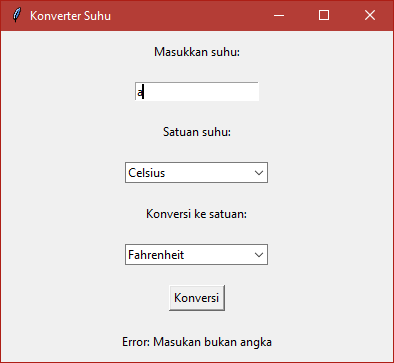 Konverter Suhu
Masukkan suhu:
a
Satuan suhu:
Celsius
Konversi ke satuan:
Fahrenheit
Konversi
Error: Masukan bukan angka